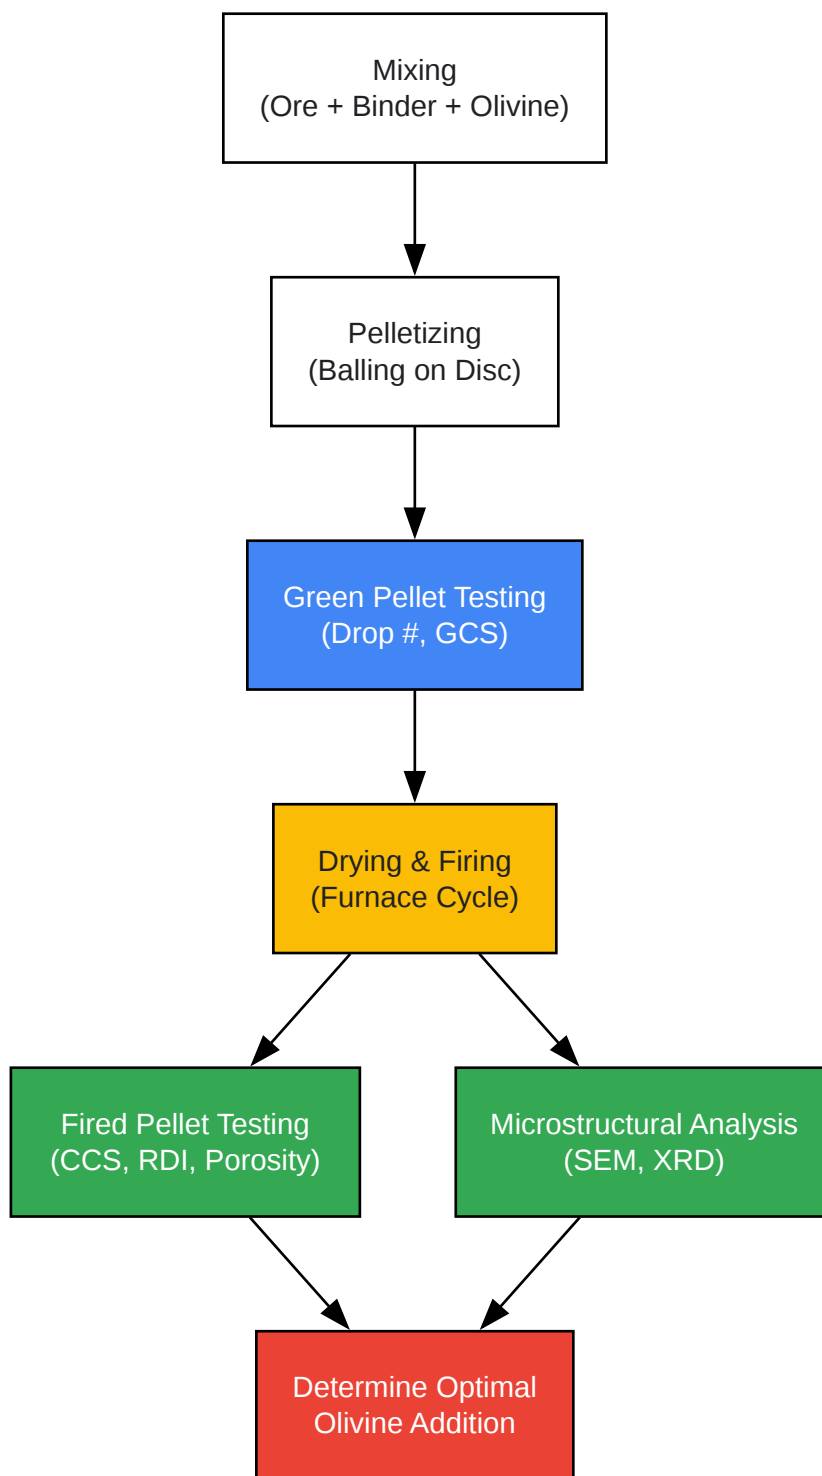 Mixing
(Ore + Binder + Olivine)
Pelletizing
(Balling on Disc)
Green Pellet Testing
(Drop #, GCS)
Drying & Firing
(Furnace Cycle)
Fired Pellet Testing
(CCS, RDI, Porosity)
Microstructural Analysis
(SEM, XRD)
Determine Optimal
Olivine Addition